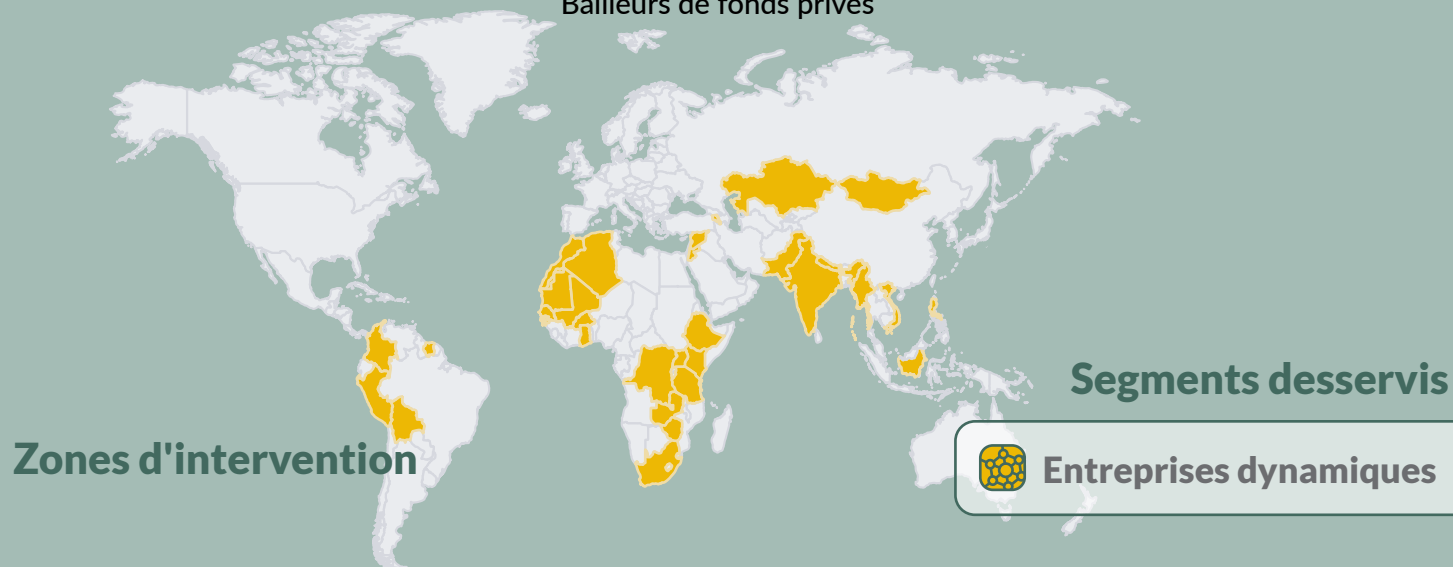 Bailleurs de fonds privés
Segments desservis
Zones d'intervention
Entreprises dynamiques